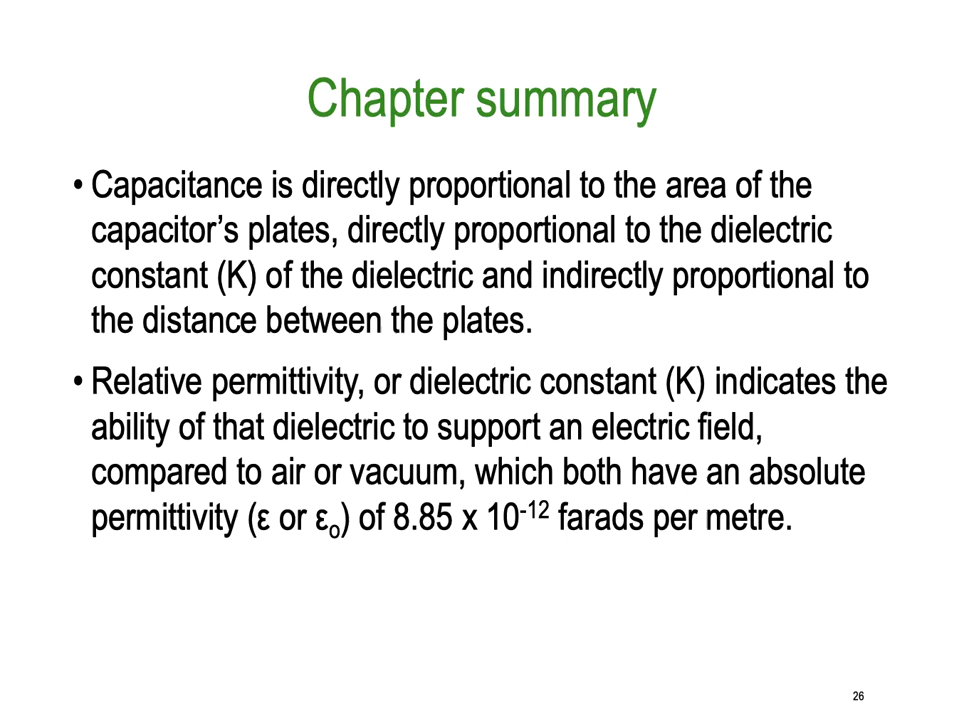 Chapter summary
• Capacitance is directly proportional to the area of the
capacitor’s plates, directly proportional to the dielectric
constant (K) of the dielectric and indirectly proportional to
the distance between the plates.
• Relative permittivity, or dielectric constant (K) indicates the
ability of that dielectric to support an electric field,
compared to air or vacuum, which both have an absolute
permittivity (ε or εₒ) of 8.85 x 10⁻¹² farads per metre.
26